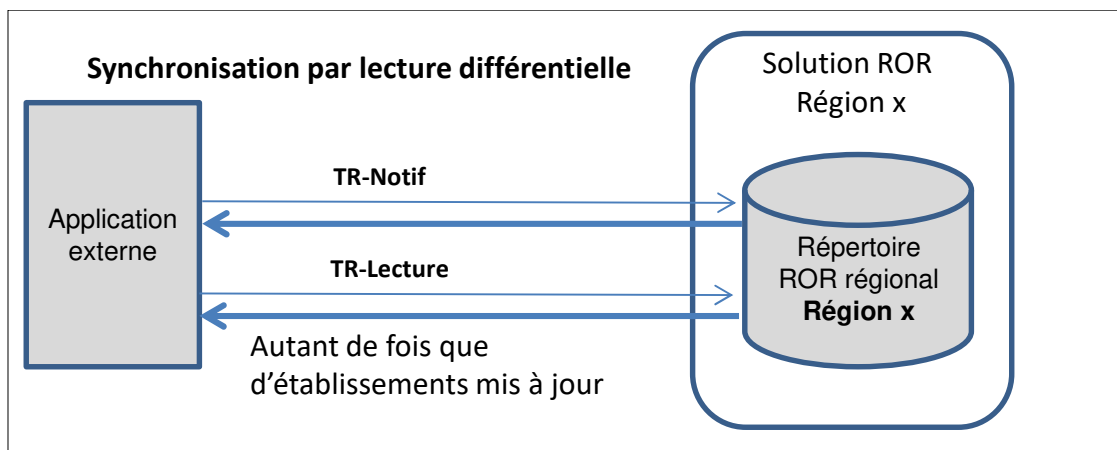 Synchronisation par lecture différentielle
Solution ROR
Région x
TR-Notif
Application
externe
Répertoire
ROR régional
Région x
TR-Lecture
Autant de fois que
d'établissements mis à jour